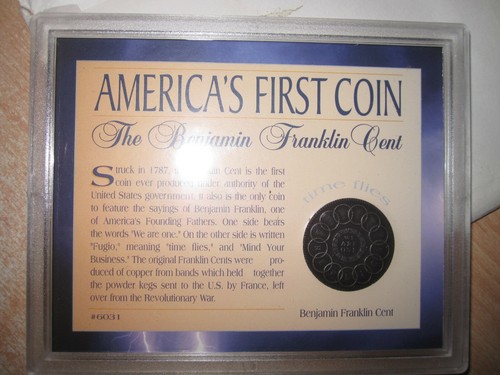 AMERICA'S FIRST COIN
The Benjamin Franklin Cent
Struck in 1787, Franklin Cent is the first
coin ever produced under authority of the
United States government. It also is the only coin
to feature the sayings of Benjamin Franklin, one
of America's Founding Fathers. One side bears
the words "We are one." On the other side is written
"Fugio," meaning "time flies," and "Mind Your
Business." The original Franklin Cents were pro-
duced of copper from bands which held together
the powder kegs sent to the U.S. by France, left
over from the Revolutionary War.
#6031
time flies
WE
ARE
ONE
Benjamin Franklin Cent